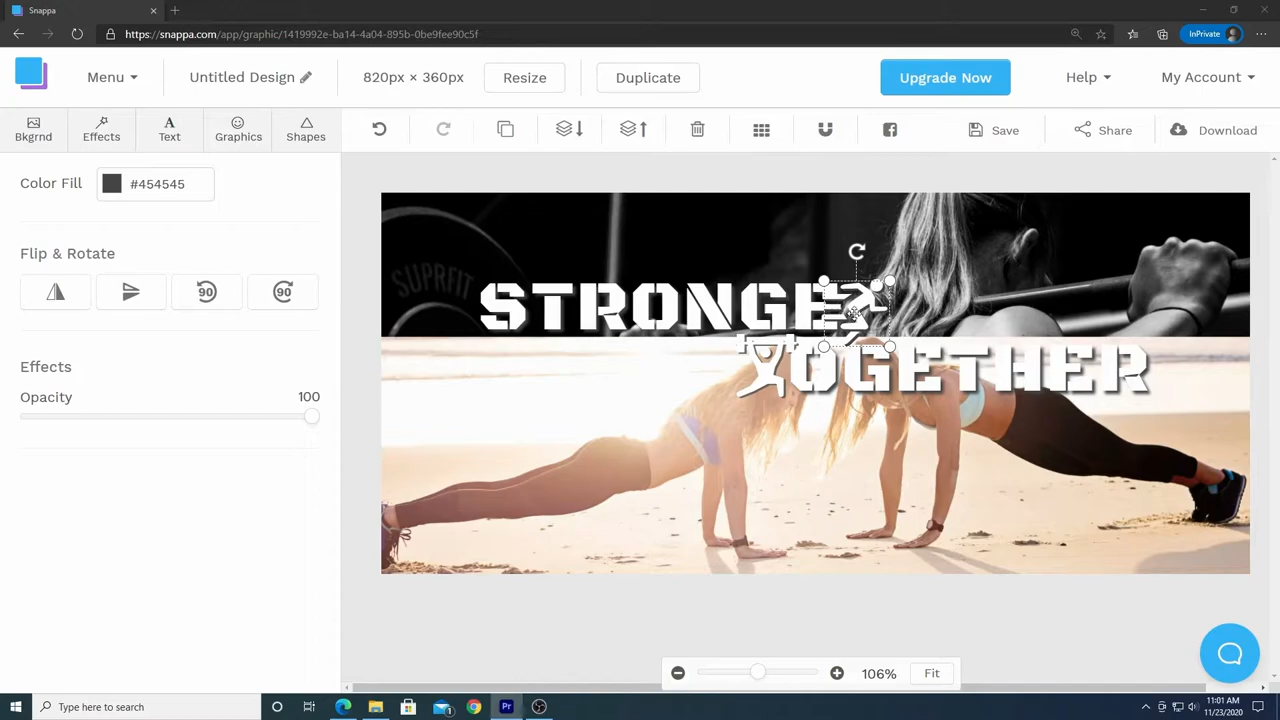 Snappa
https://snappa.com/app/graphic/1419992e-ba14-4a04-895b-0be9fee90c5f
InPrivate
Menu
Untitled Design
820px × 360px
Resize
Duplicate
Upgrade Now
Help
My Account
Bkgrnd
Effects
Text
Graphics
Shapes
Save
Share
Download
Color Fill
#454545
Flip & Rotate
90
90
Effects
Opacity
100
SUPRFIT
STRONGE
OGETHER
106%
Fit
Type here to search
11:01 AM
11/23/2020